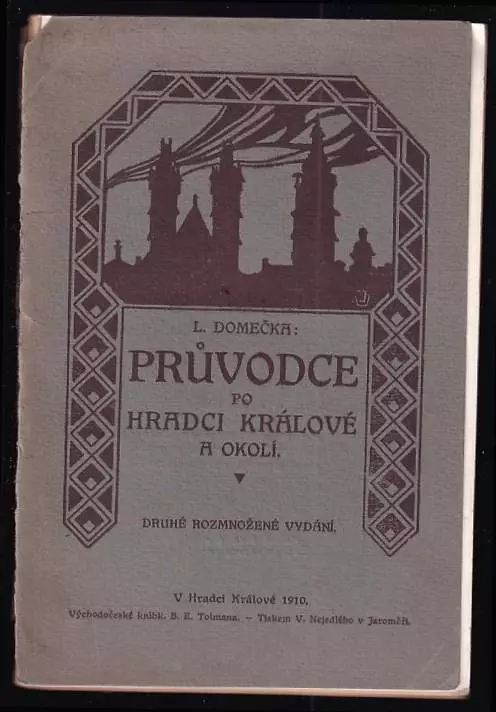 L. DOMEČKA:
PRŮVODCE
PO
HRADCI KRÁLOVÉ
A OKOLÍ.
DRUHÉ ROZMNOŽENÉ VYDÁNÍ.
V Hradci Králové 1910.
Východočeské knihk. B. E. Tolmana. – Tiskem V. Nejedlého v Jaroměři.